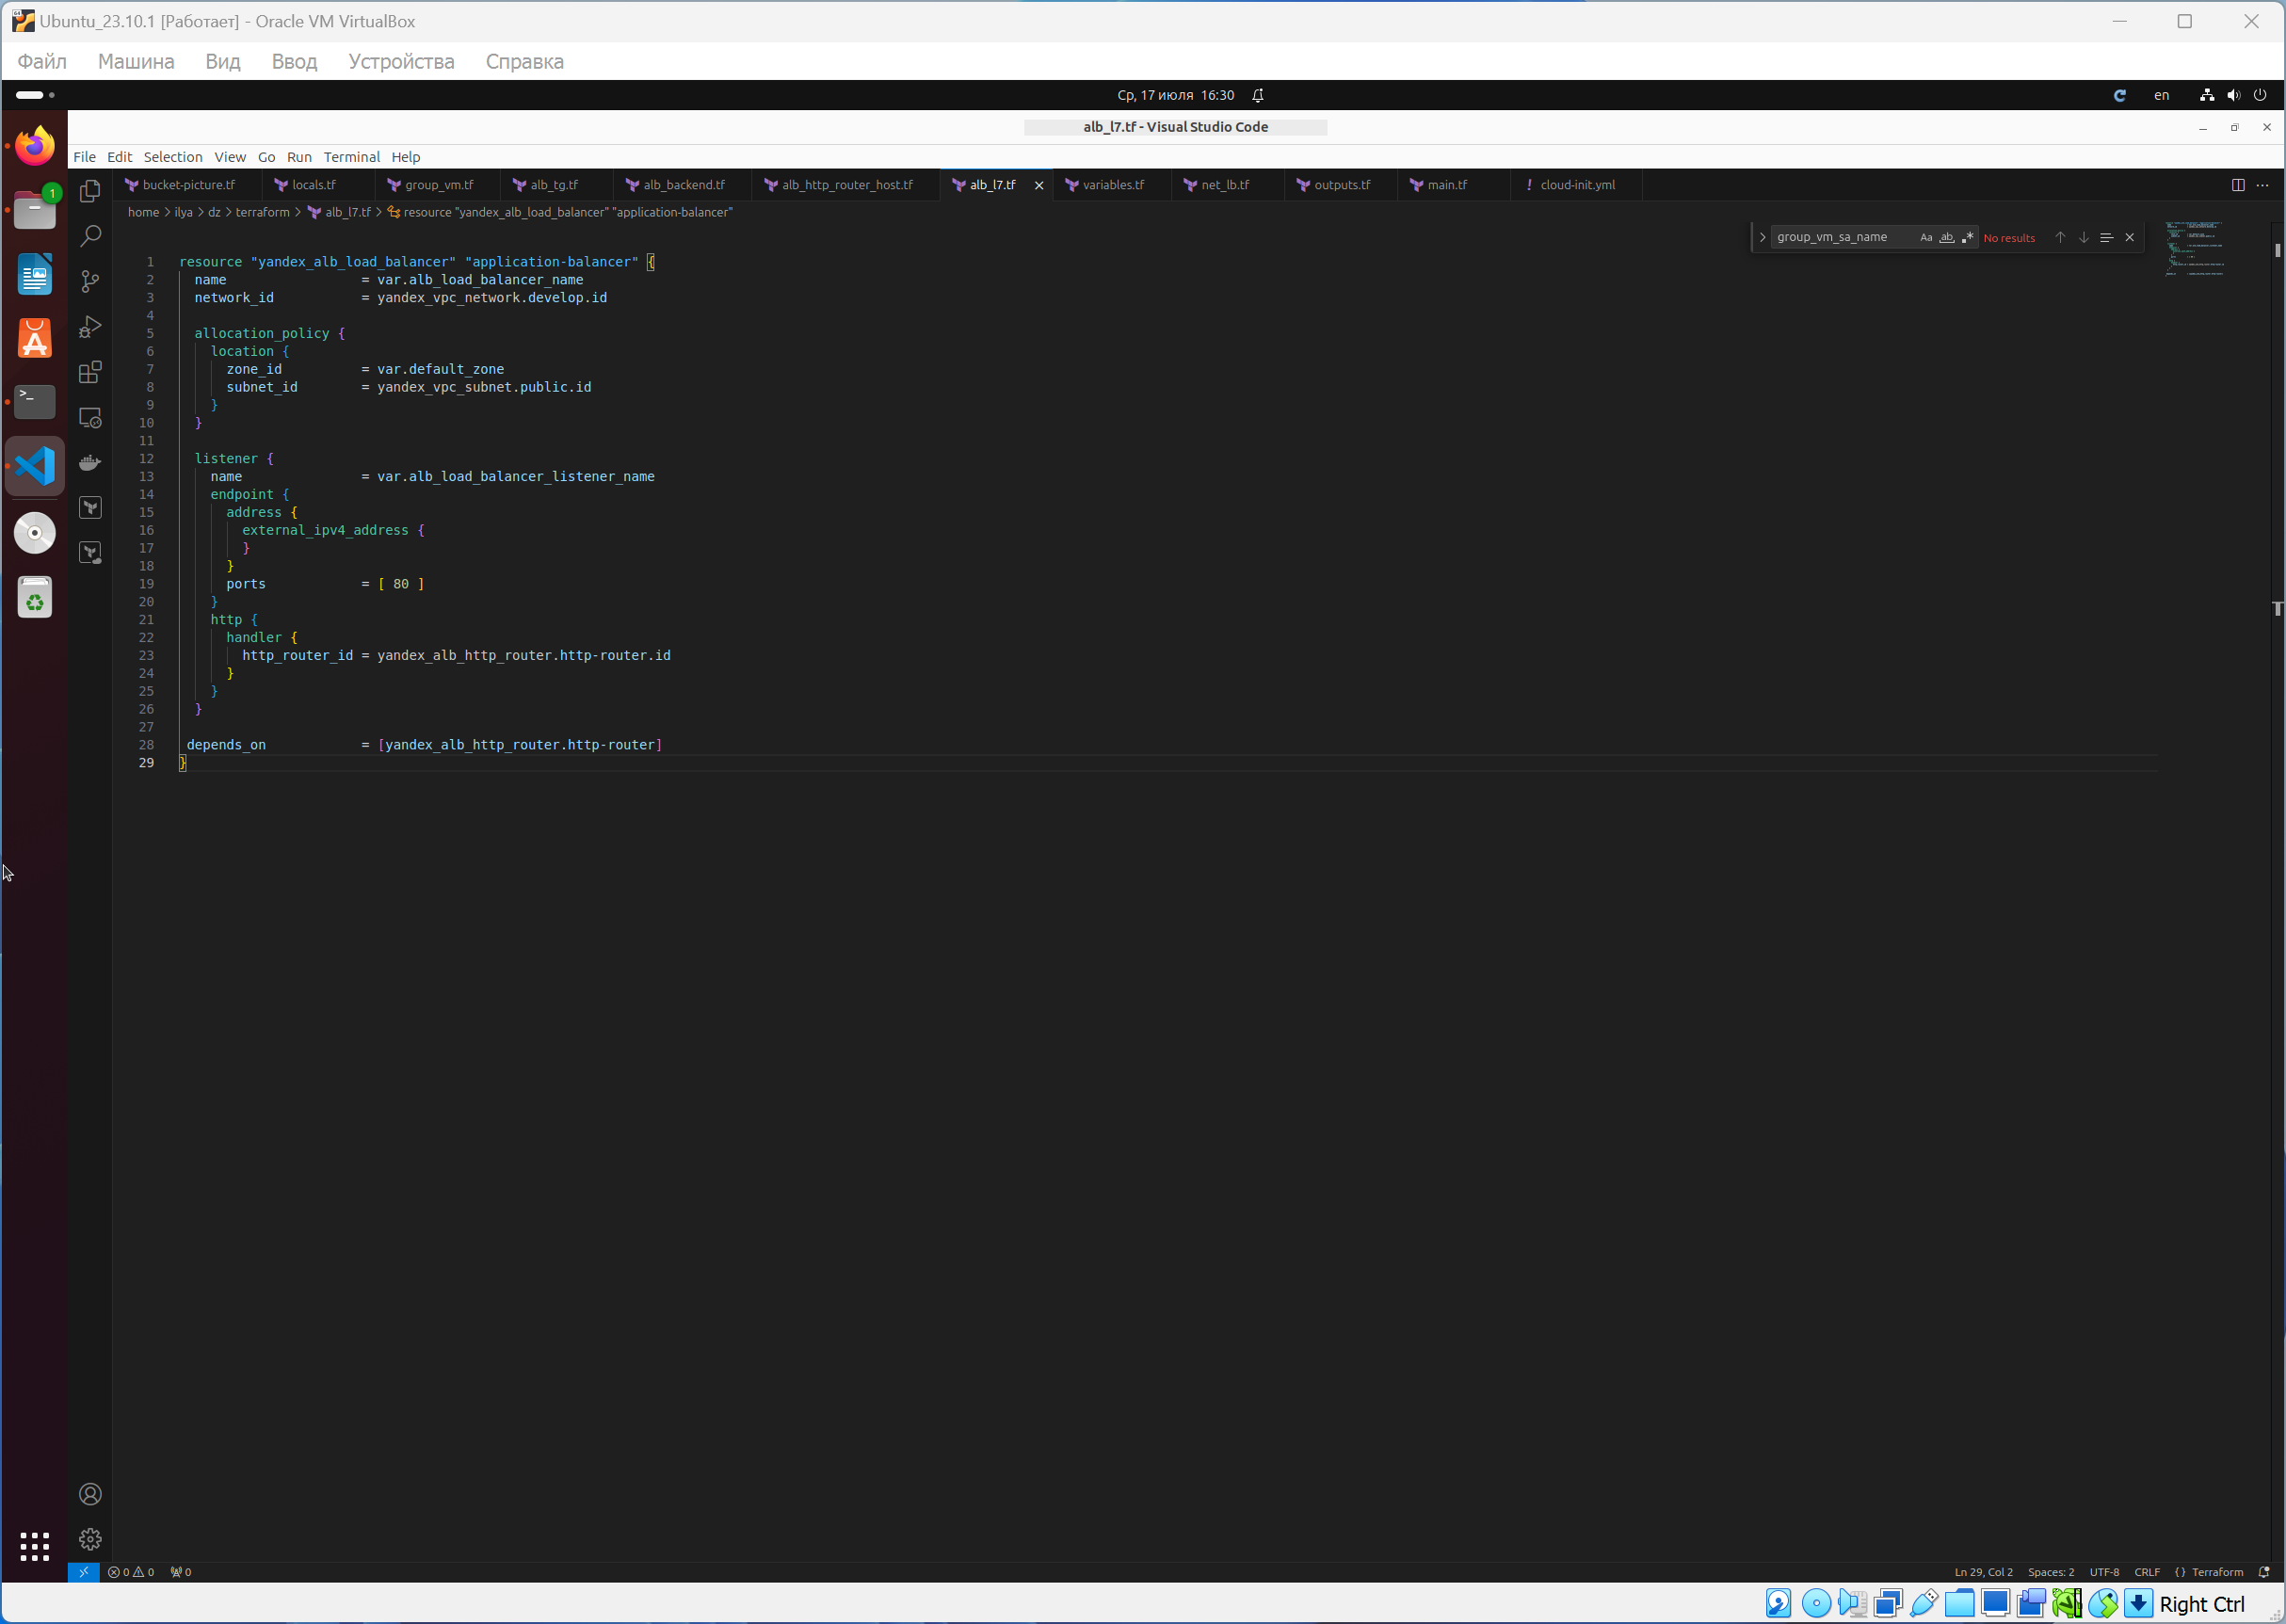 Ubuntu_23.10.1 [Работает] - Oracle VM VirtualBox
Файл Машина Вид Ввод Устройства Справка
Ср, 17 июля 16:30
en
alb_l7.tf - Visual Studio Code
File Edit Selection View Go Run Terminal Help
bucket-picture.tf locals.tf group_vm.tf alb_tg.tf alb_backend.tf alb_http_router_host.tf alb_l7.tf variables.tf net_lb.tf outputs.tf main.tf ! cloud-init.yml
home > ilya > dz > terraform > alb_l7.tf > resource "yandex_alb_load_balancer" "application-balancer"
group_vm_sa_name Aa ab No results
1 resource "yandex_alb_load_balancer" "application-balancer" {
2 name = var.alb_load_balancer_name
3 network_id = yandex_vpc_network.develop.id
4
5 allocation_policy {
6 location {
7 zone_id = var.default_zone
8 subnet_id = yandex_vpc_subnet.public.id
9 }
10 }
11
12 listener {
13 name = var.alb_load_balancer_listener_name
14 endpoint {
15 address {
16 external_ipv4_address {
17 }
18 }
19 ports = [ 80 ]
20 }
21 http {
22 handler {
23 http_router_id = yandex_alb_http_router.http-router.id
24 }
25 }
26 }
27
28 depends_on = [yandex_alb_http_router.http-router]
29 }
1
0 0 0
Ln 29, Col 2 Spaces: 2 UTF-8 CRLF {} Terraform
Right Ctrl